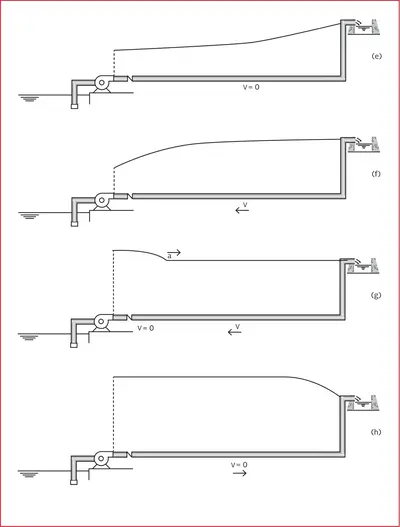 (e)
V = 0
(f)
V
a
(g)
V = 0
V
(h)
V = 0